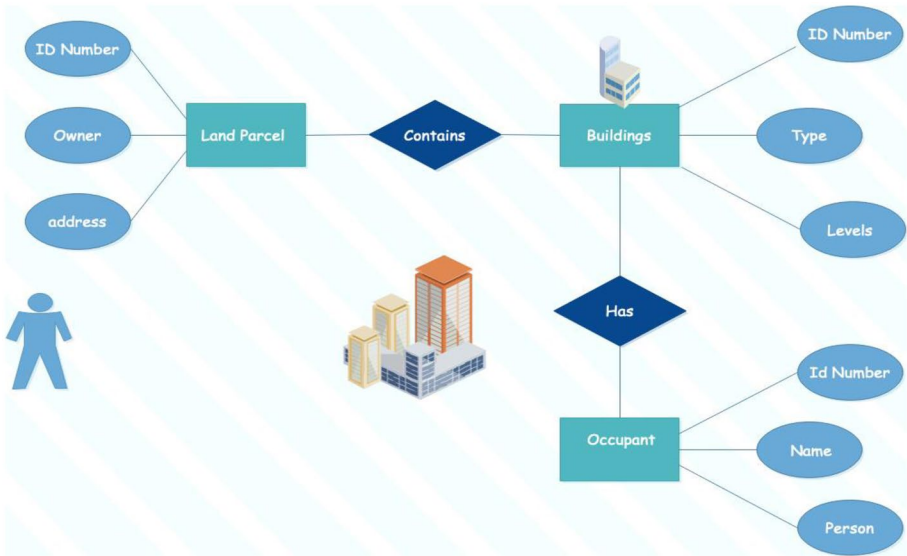 ID Number
ID Number
Owner
Land Parcel
Contains
Buildings
Type
address
Levels
Has
Id Number
Occupant
Name
Person